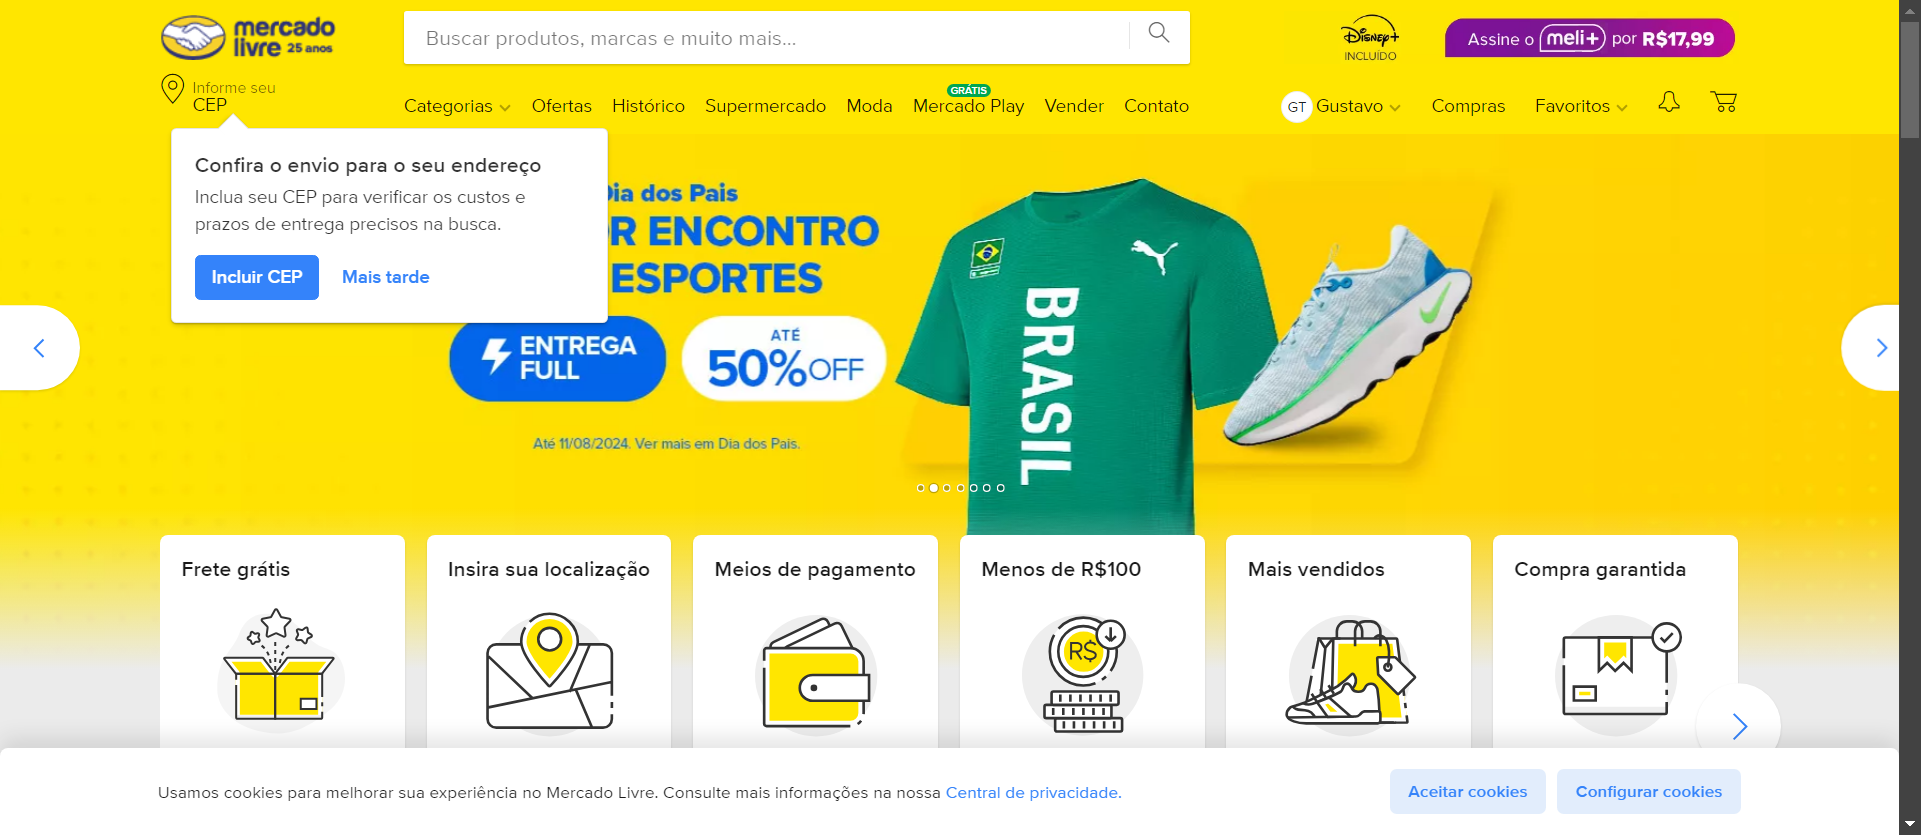 mercado
livre 25 anos
Buscar produtos, marcas e muito mais...
Disney+
INCLUÍDO
Assine o meli+ por R$17,99
Informe seu
CEP
Categorias
Ofertas
Histórico
Supermercado
Moda
GRÁTIS
Mercado Play
Vender
Contato
GT Gustavo
Compras
Favoritos
Confira o envio para o seu endereço
Inclua seu CEP para verificar os custos e
prazos de entrega precisos na busca.
Incluir CEP
Mais tarde
Dia dos Pais
R ENCONTRO
ESPORTES
ENTREGA
FULL
ATÉ
50% OFF
Até 11/08/2024. Ver mais em Dia dos Pais.
BRASIL
Frete grátis
Insira sua localização
Meios de pagamento
Menos de R$100
Mais vendidos
Compra garantida
R$
Usamos cookies para melhorar sua experiência no Mercado Livre. Consulte mais informações na nossa Central de privacidade.
Aceitar cookies
Configurar cookies